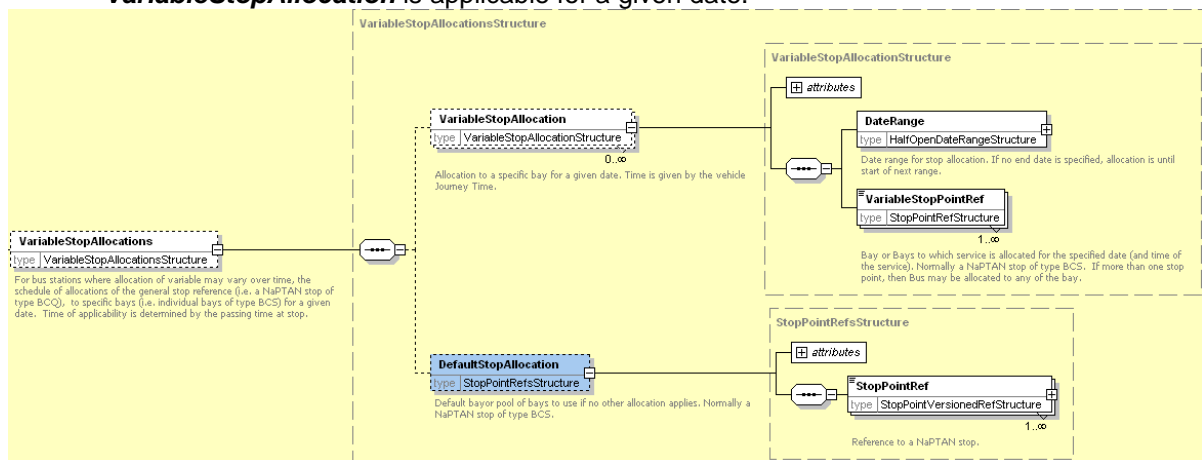 VariableStopAllocation is applicable for a given date.
VariableStopAllocationsStructure
VariableStopAllocationStructure
attributes
VariableStopAllocation
type VariableStopAllocationStructure
0..∞
Allocation to a specific bay for a given date. Time is given by the vehicle
Journey Time.
DateRange
type HalfOpenDateRangeStructure
Date range for stop allocation. If no end date is specified, allocation is until
start of next range.
VariableStopPointRef
type StopPointRefStructure
1..∞
Bay or Bays to which service is allocated for the specified date (and time of
the service). Normally a NaPTAN stop of type BCS. If more than one stop
point, then Bus may be allocated to any of the bay.
VariableStopAllocations
type VariableStopAllocationsStructure
For bus stations where allocation of variable may vary over time, the
schedule of allocations of the general stop reference (i.e. a NaPTAN stop of
type BCQ), to specific bays (i.e. individual bays of type BCS) for a given
date. Time of applicability is determined by the passing time at stop.
StopPointRefsStructure
attributes
DefaultStopAllocation
type StopPointRefsStructure
Default bayor pool of bays to use if no other allocation applies. Normally a
NaPTAN stop of type BCS.
StopPointRef
type StopPointVersionedRefStructure
1..∞
Reference to a NaPTAN stop.